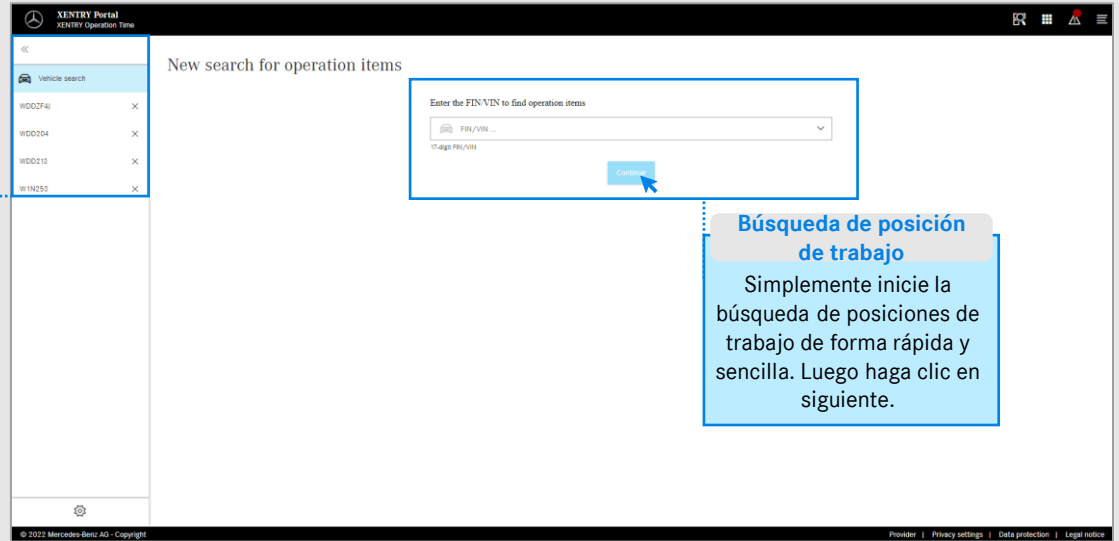 XENTRY Portal
XENTRY Operation Time
«
Vehicle search
WDDZF4J
WDD204
WDD213
W1N253
New search for operation items
Enter the FIN/VIN to find operation items
FIN/VIN ...
17-digit FIN/VIN
Continue
Búsqueda de posición
de trabajo
Simplemente inicie la
búsqueda de posiciones de
trabajo de forma rápida y
sencilla. Luego haga clic en
siguiente.
© 2022 Mercedes-Benz AG - Copyright
Provider | Privacy settings | Data protection | Legal notice